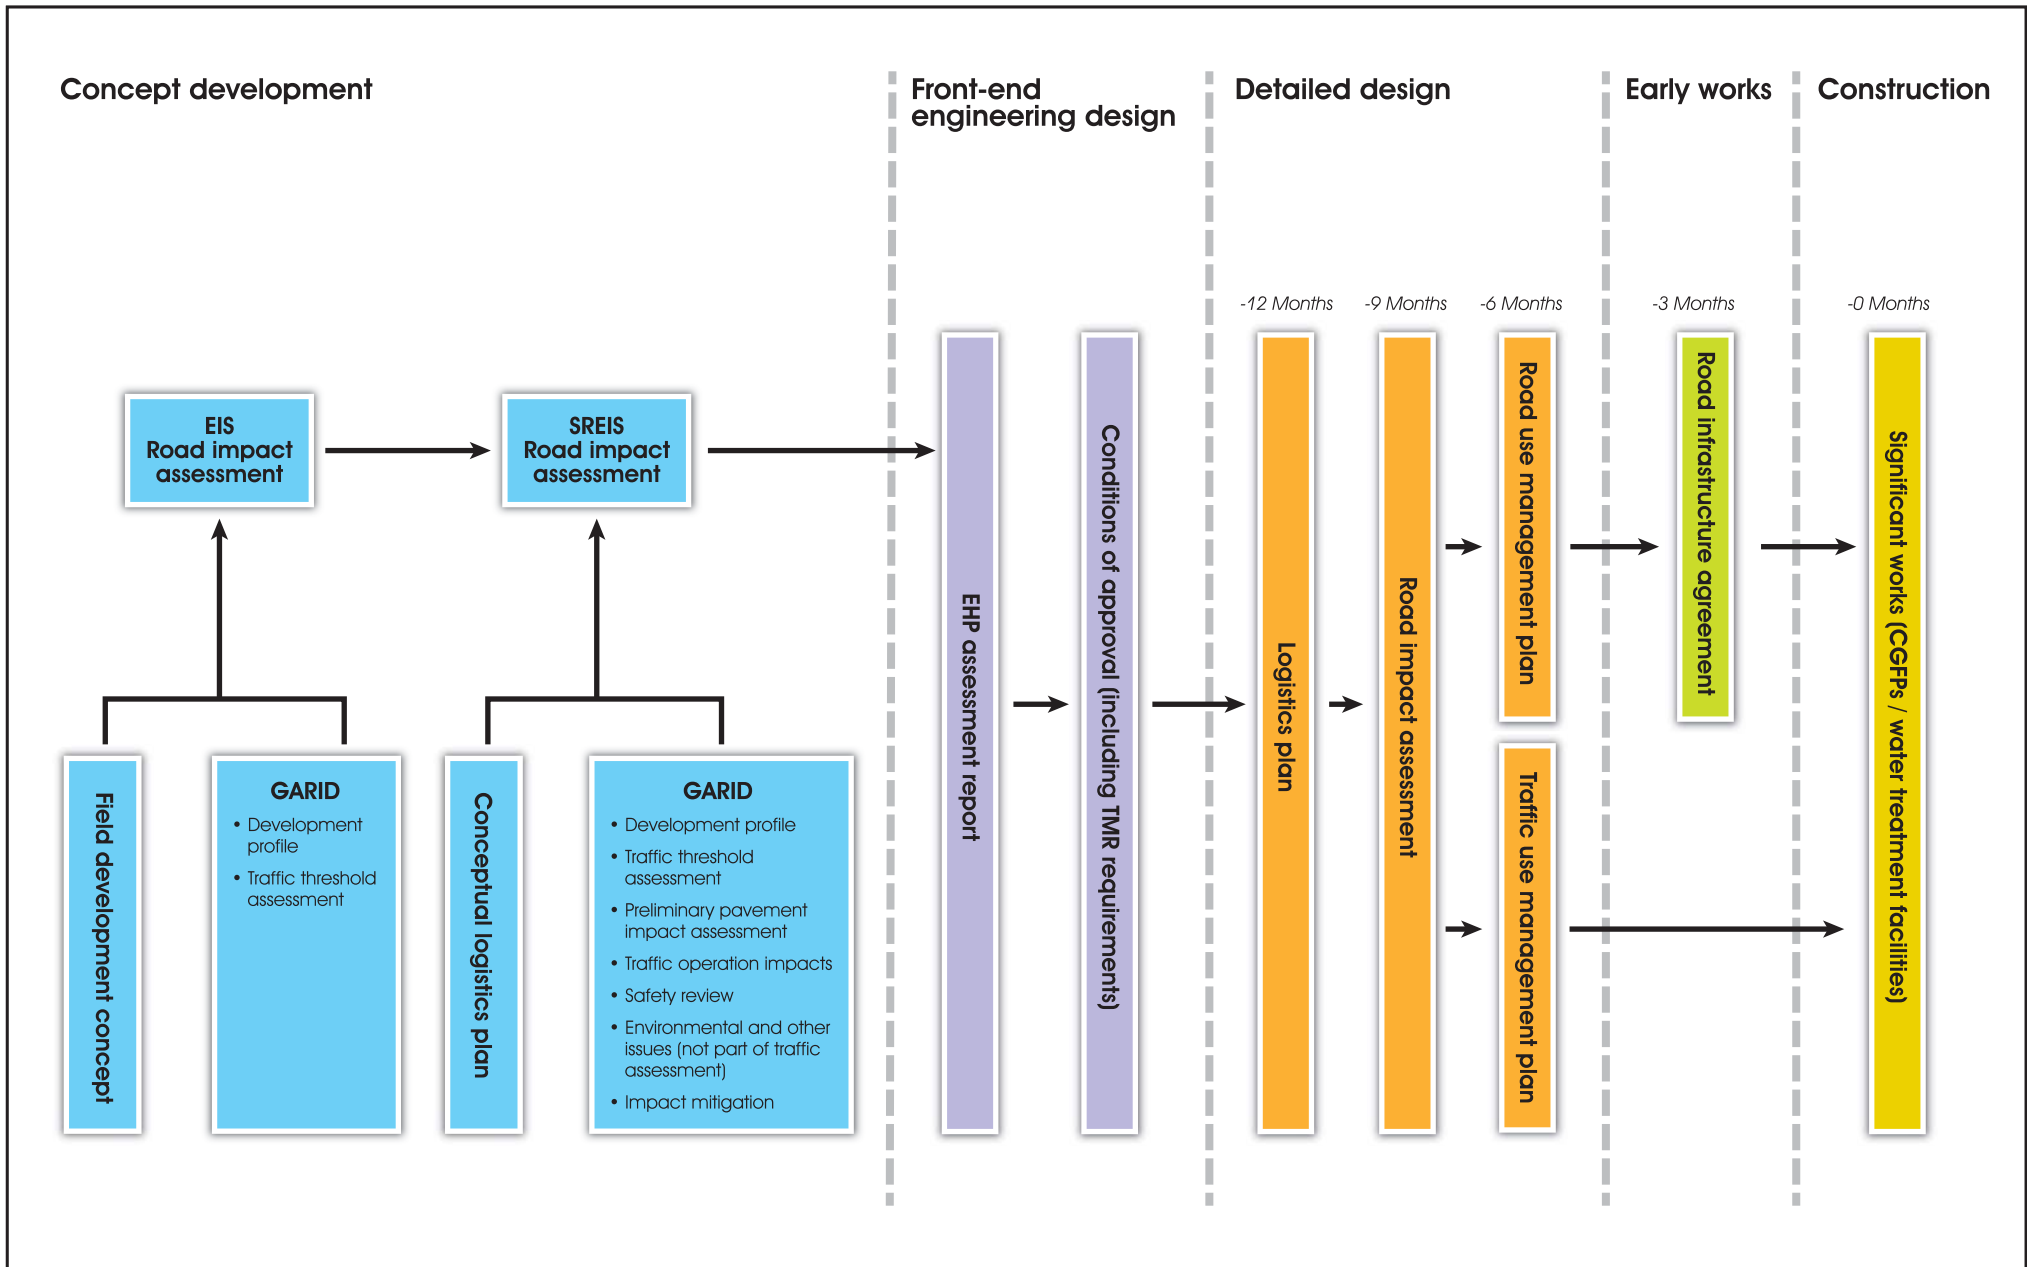 Concept development
Front-end
engineering design
Detailed design
Early works
Construction
-12 Months
-9 Months
-6 Months
-3 Months
-0 Months
EIS
Road impact
assessment
SREIS
Road impact
assessment
Field development concept
GARID
• Development
profile
• Traffic threshold
assessment
Conceptual logistics plan
GARID
• Development profile
• Traffic threshold
assessment
• Preliminary pavement
impact assessment
• Traffic operation impacts
• Safety review
• Environmental and other
issues (not part of traffic
assessment)
• Impact mitigation
EHP assessment report
Conditions of approval (including TMR requirements)
Logistics plan
Road impact assessment
Road use management plan
Traffic use management plan
Road infrastructure agreement
Significant works (CGFPs / water treatment facilities)